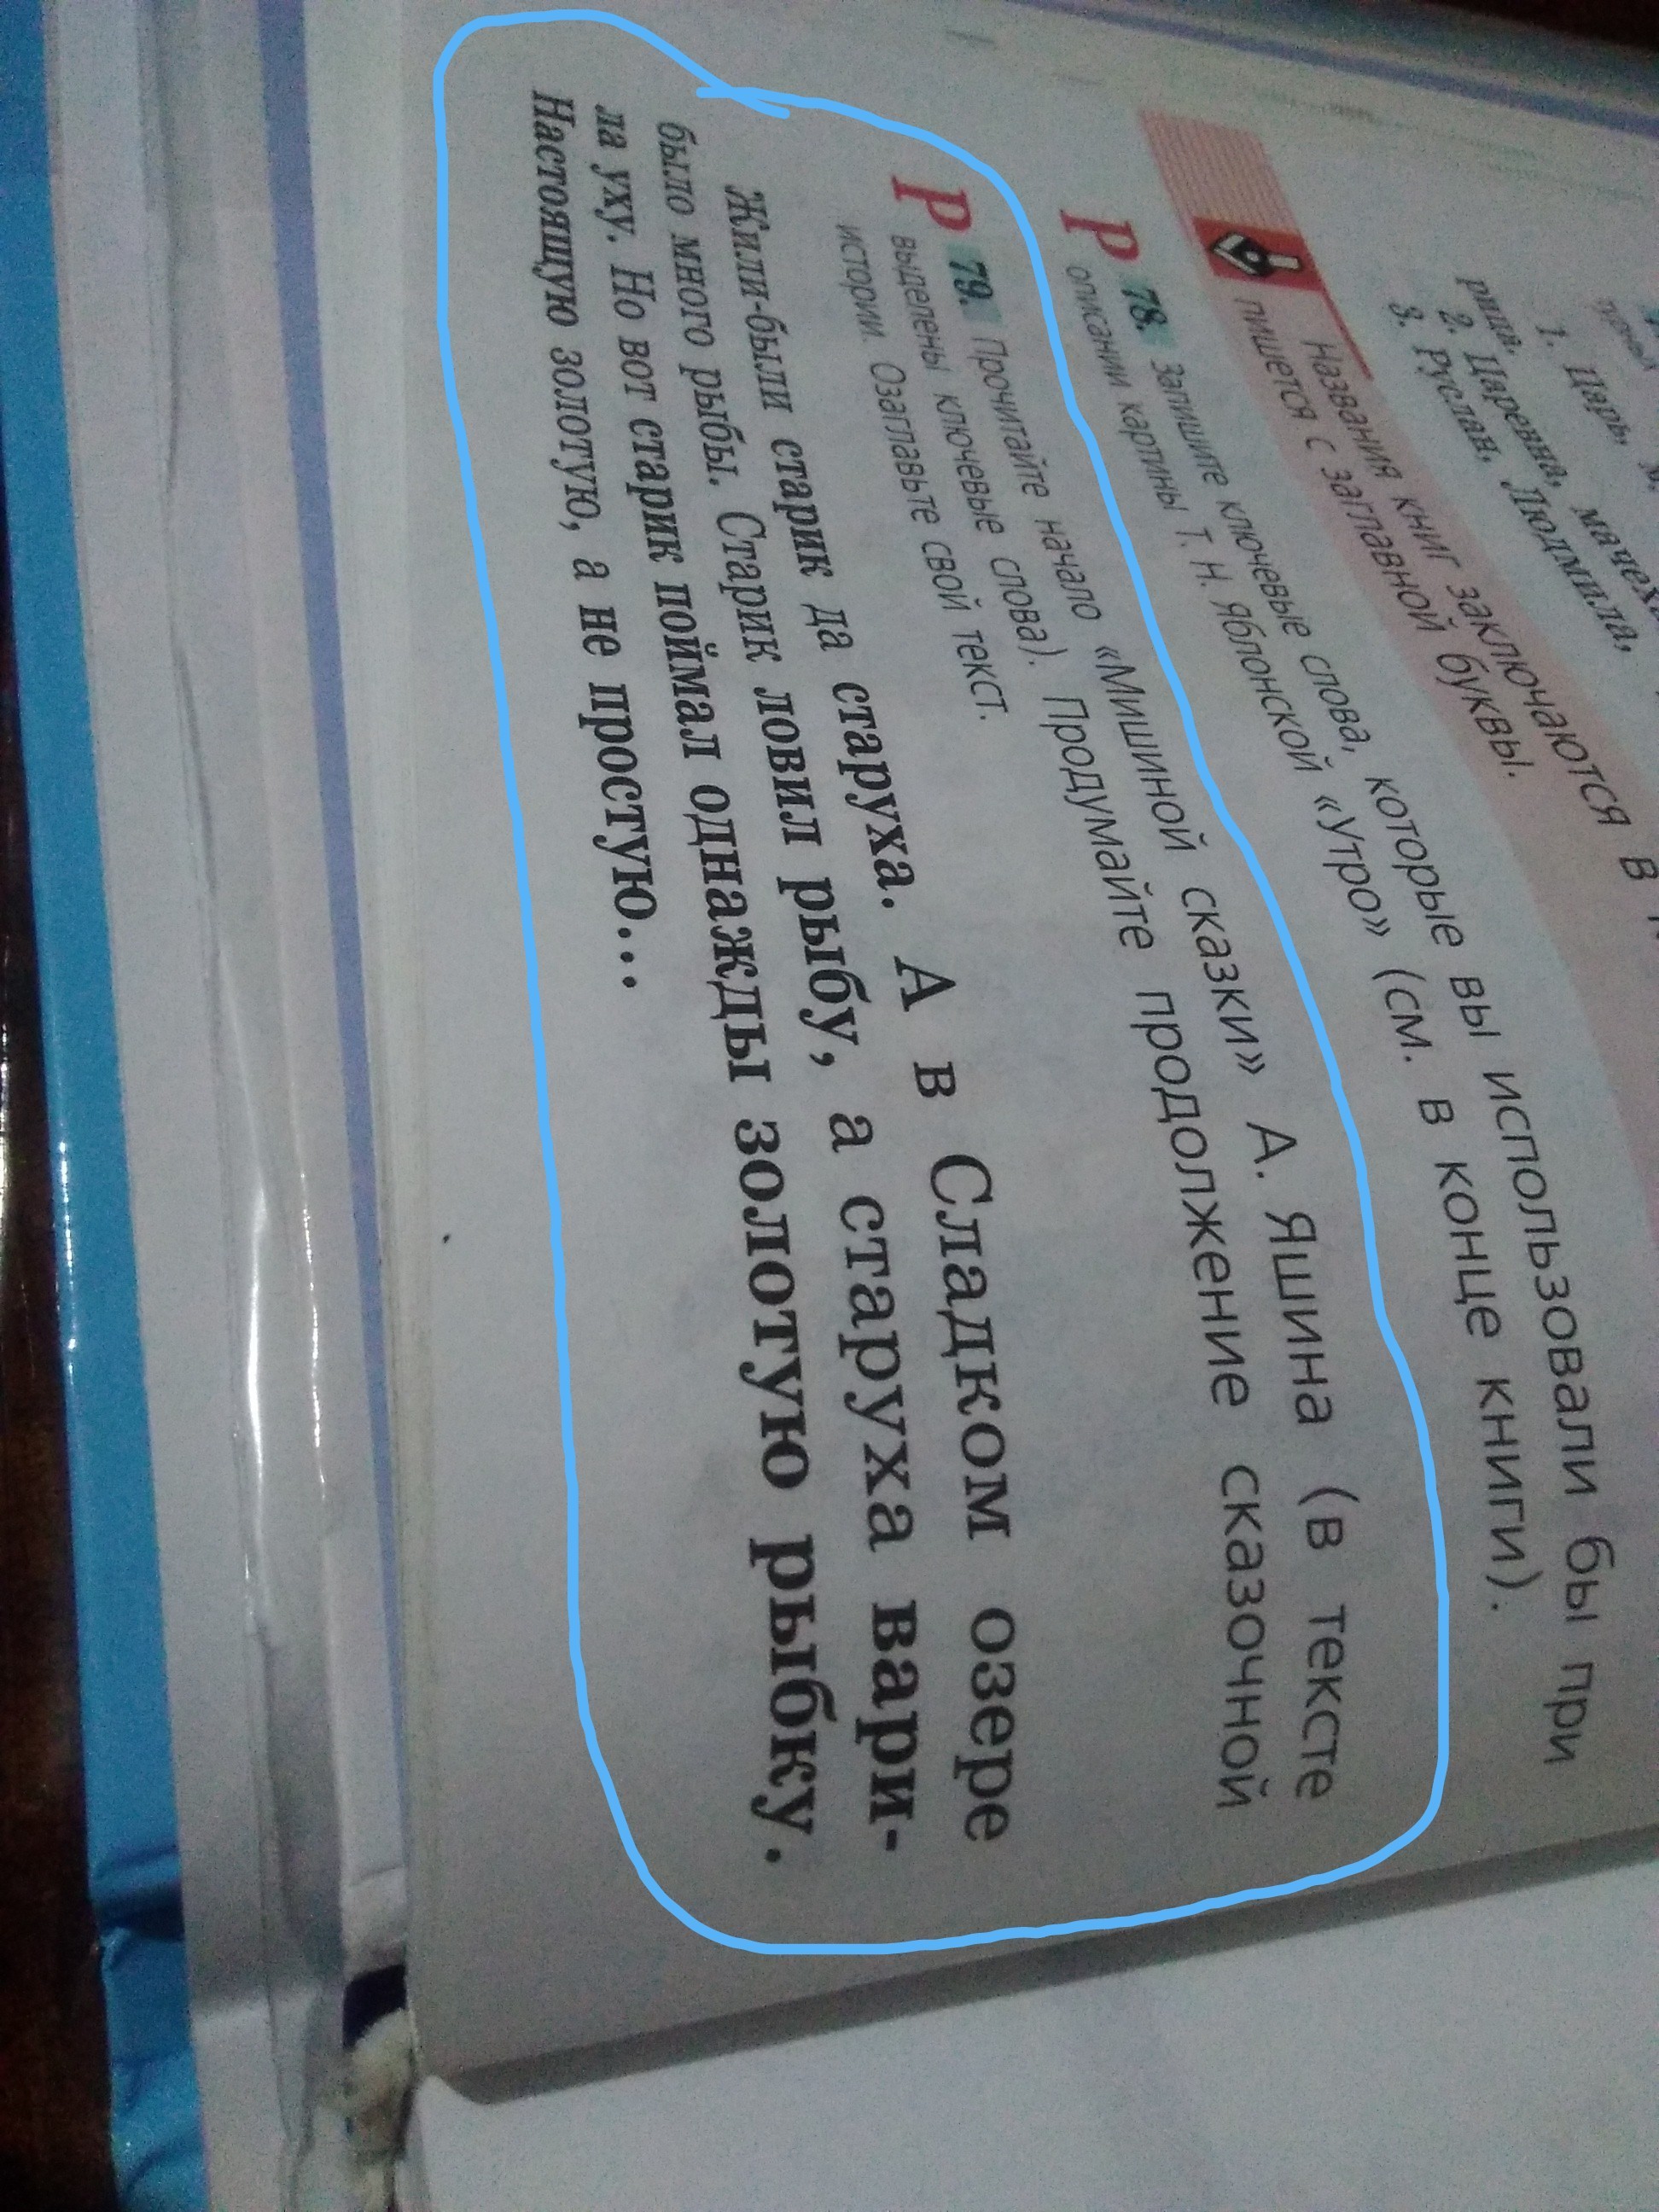 1. Царь, м.
рица.
2. Царевна, мачеха
3. Руслан, Людмила,
Названия книг заключаются в
пишется с заглавной буквы.
Р 78. Запишите ключевые слова, которые вы использовали бы при
описании картины Т. Н. Яблонской «Утро» (см. в конце книги).
Р 79. Прочитайте начало «Мишиной сказки» А. Яшина (в тексте
выделены ключевые слова). Продумайте продолжение сказочной
истории. Озаглавьте свой текст.
Жили-были старик да старуха. А в Сладком озере
было много рыбы. Старик ловил рыбу, а старуха вари-
ла уху. Но вот старик поймал однажды золотую рыбку.
Настоящую золотую, а не простую...